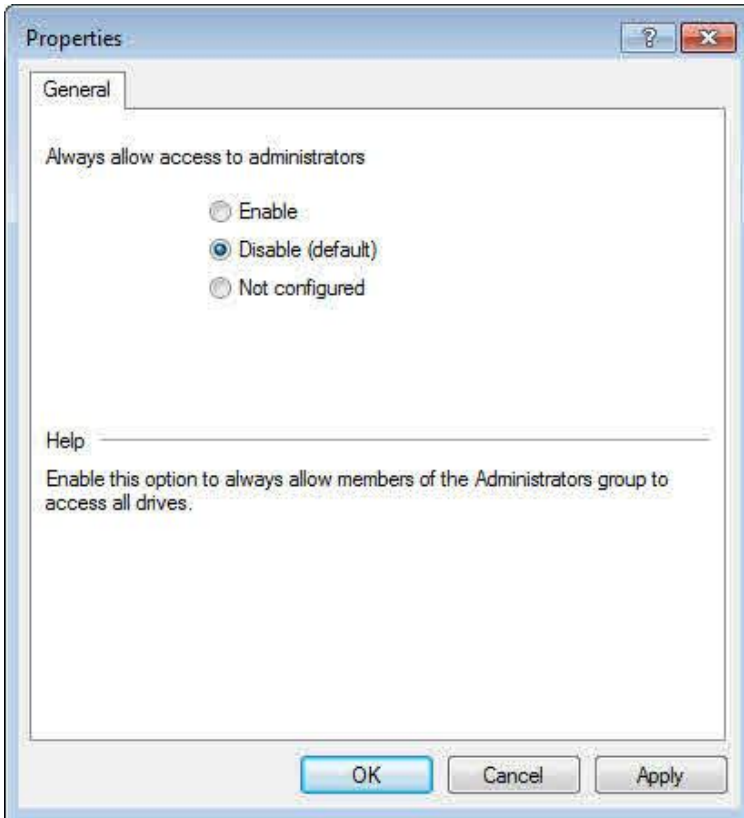 Properties
General
Always allow access to administrators
Enable
Disable (default)
Not configured
Help
Enable this option to always allow members of the Administrators group to
access all drives.
OK Cancel Apply